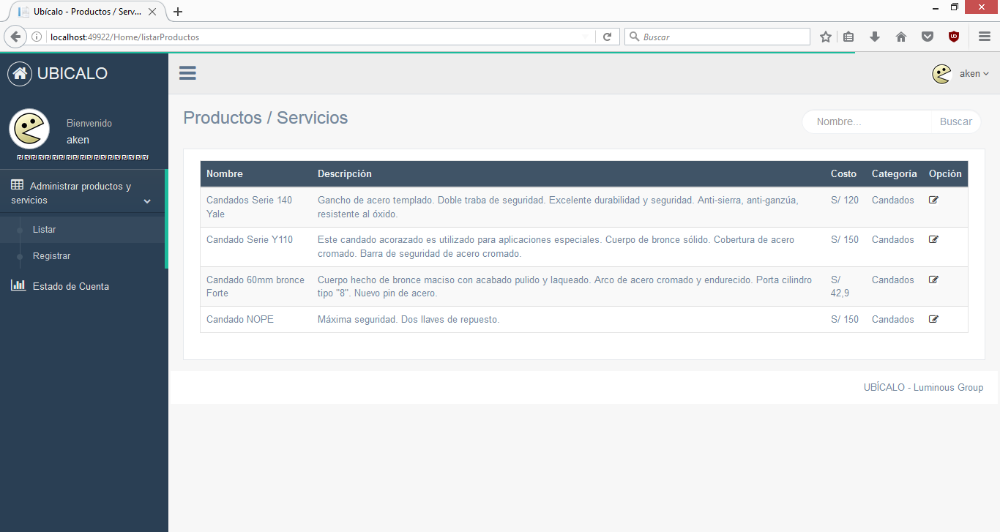 Ubícalo - Productos / Serv...
localhost:49922/Home/listarProductos
Buscar
UBICALO
aken
Bienvenido
aken
₪₪₪₪₪₪₪₪₪₪₪₪₪₪₪₪₪₪₪
Administrar productos y
servicios
Listar
Registrar
Estado de Cuenta
Productos / Servicios
Nombre... Buscar
Nombre Descripción Costo Categoría Opción
Candados Serie 140 Gancho de acero templado. Doble traba de seguridad. Excelente durabilidad y seguridad. Anti-sierra, anti-ganzúa, S/ 120 Candados
Yale resistente al óxido.
Candado Serie Y110 Este candado acorazado es utilizado para aplicaciones especiales. Cuerpo de bronce sólido. Cobertura de acero S/ 150 Candados
cromado. Barra de seguridad de acero cromado.
Candado 60mm bronce Cuerpo hecho de bronce maciso con acabado pulido y laqueado. Arco de acero cromado y endurecido. Porta cilindro S/ Candados
Forte tipo "8". Nuevo pin de acero. 42,9
Candado NOPE Máxima seguridad. Dos llaves de repuesto. S/ 150 Candados
UBÍCALO - Luminous Group